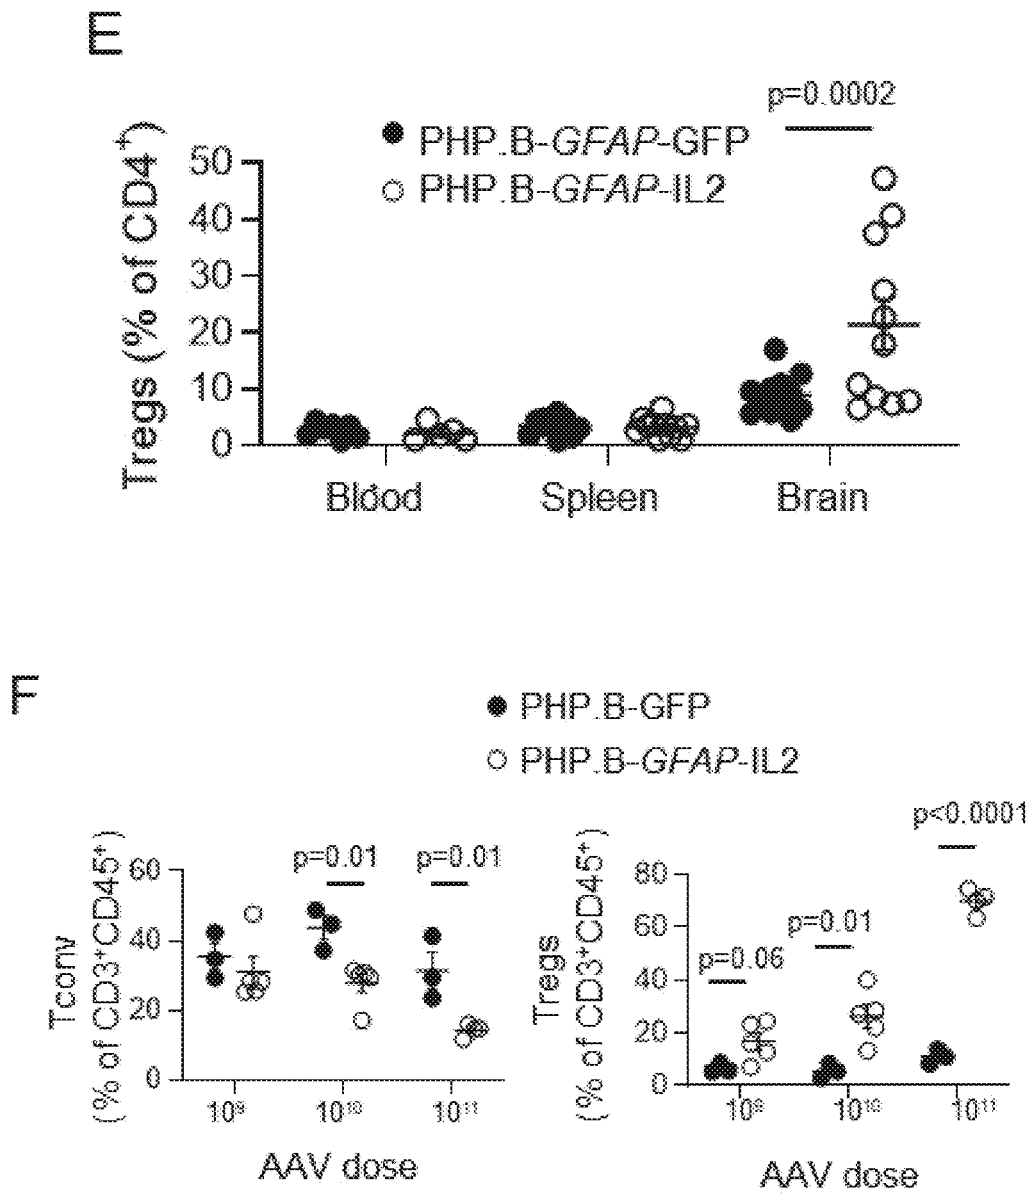 E
p=0.0002
PHP.B-GFAP-GFP
PHP.B-GFAP-IL2
Tregs (% of CD4⁺)
50
40
30
20
10
0
Blood
Spleen
Brain
F
PHP.B-GFP
PHP.B-GFAP-IL2
Tconv
(% of CD3⁺CD45⁺)
60
40
20
0
p=0.01
p=0.01
10⁹
10¹⁰
10¹¹
AAV dose
Tregs
(% of CD3⁺CD45⁺)
80
60
40
20
0
p=0.06
p=0.01
p<0.0001
10⁹
10¹⁰
10¹¹
AAV dose